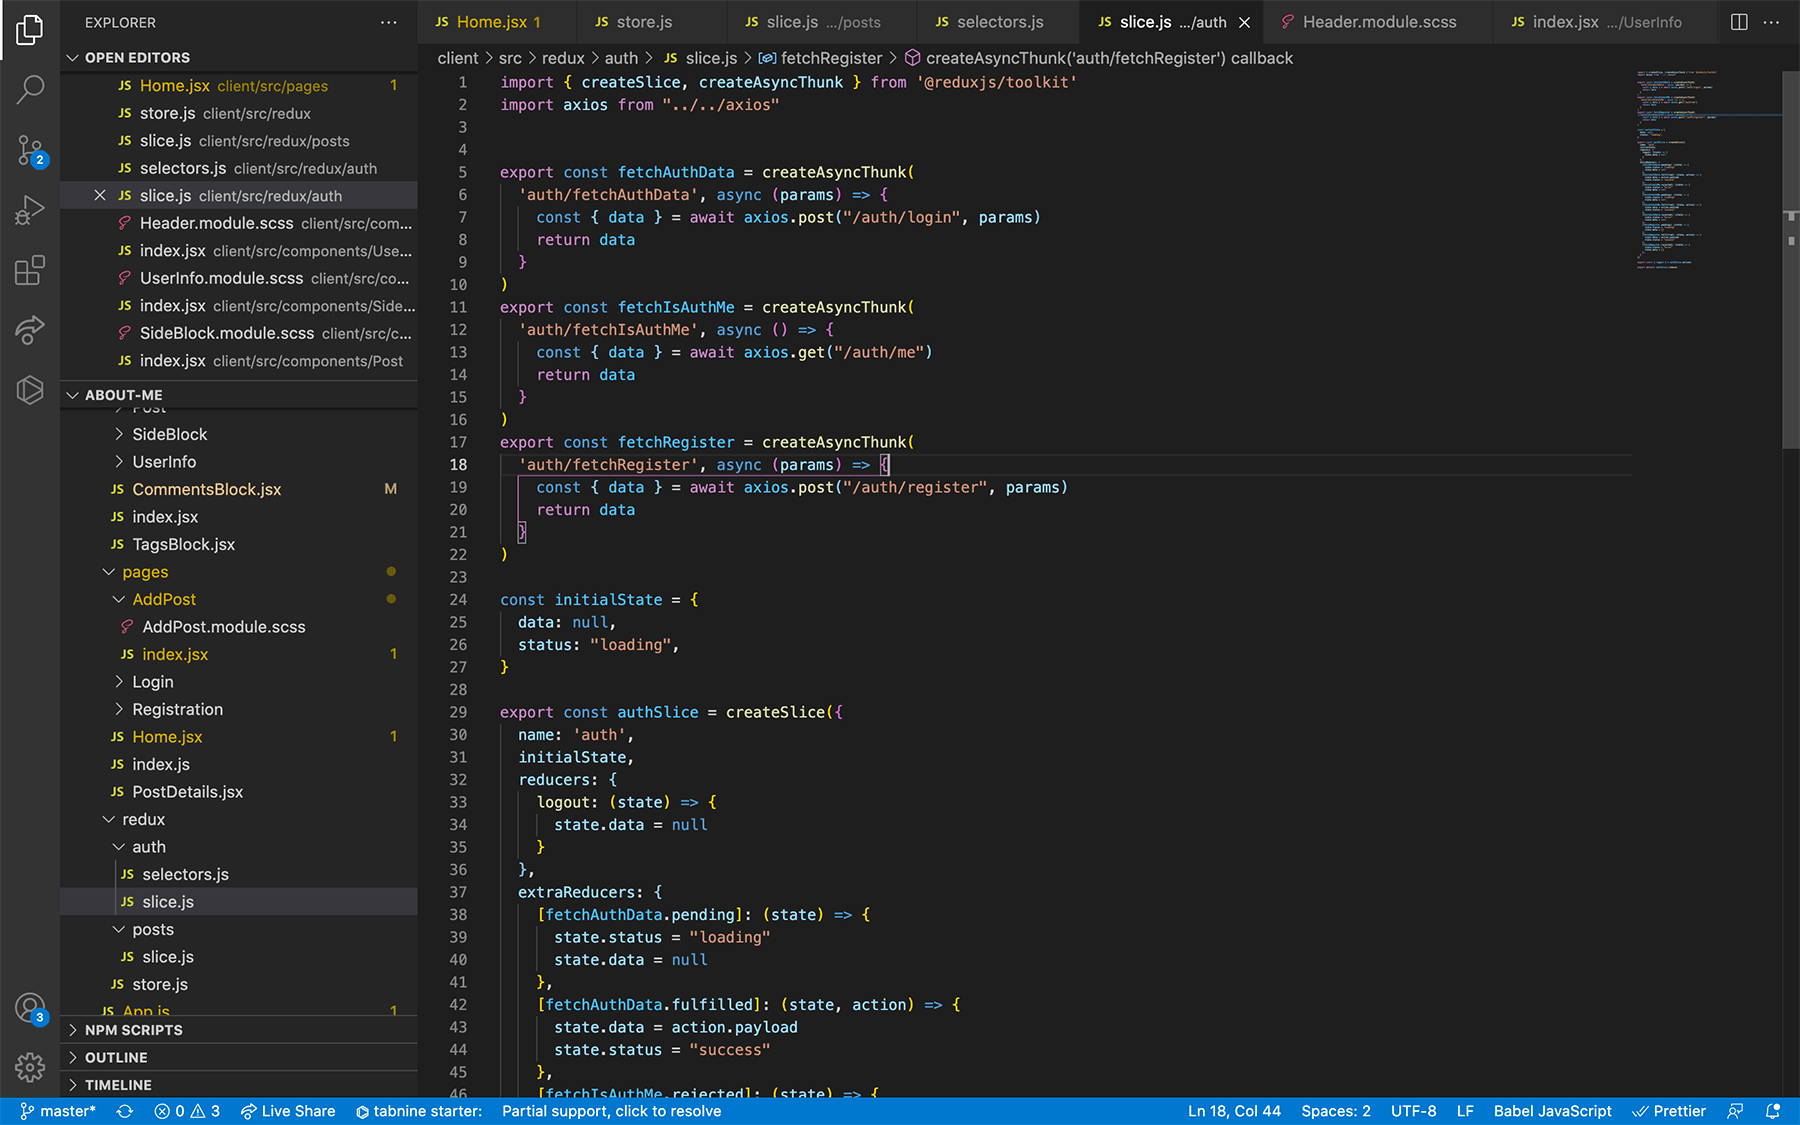 EXPLORER
OPEN EDITORS
JS Home.jsx client/src/pages 1
JS store.js client/src/redux
JS slice.js client/src/redux/posts
JS selectors.js client/src/redux/auth
JS slice.js client/src/redux/auth
Header.module.scss client/src/com...
JS index.jsx client/src/components/Use...
UserInfo.module.scss client/src/co...
JS index.jsx client/src/components/Side...
SideBlock.module.scss client/src/c...
JS index.jsx client/src/components/Post
ABOUT-ME
Post
SideBlock
UserInfo
JS CommentsBlock.jsx M
JS index.jsx
JS TagsBlock.jsx
pages
AddPost
AddPost.module.scss
JS index.jsx 1
Login
Registration
JS Home.jsx 1
JS index.js
JS PostDetails.jsx
redux
auth
JS selectors.js
JS slice.js
posts
JS slice.js
JS store.js
JS App.js 1
NPM SCRIPTS
OUTLINE
TIMELINE
2
3
JS Home.jsx 1 JS store.js JS slice.js .../posts JS selectors.js JS slice.js .../auth Header.module.scss JS index.jsx .../UserInfo
client > src > redux > auth > JS slice.js > fetchRegister > createAsyncThunk('auth/fetchRegister') callback
1 import { createSlice, createAsyncThunk } from '@reduxjs/toolkit'
2 import axios from "../../axios"
3
4
5 export const fetchAuthData = createAsyncThunk(
6 'auth/fetchAuthData', async (params) => {
7 const { data } = await axios.post("/auth/login", params)
8 return data
9 }
10 )
11 export const fetchIsAuthMe = createAsyncThunk(
12 'auth/fetchIsAuthMe', async () => {
13 const { data } = await axios.get("/auth/me")
14 return data
15 }
16 )
17 export const fetchRegister = createAsyncThunk(
18 'auth/fetchRegister', async (params) => {
19 const { data } = await axios.post("/auth/register", params)
20 return data
21 }
22 )
23
24 const initialState = {
25 data: null,
26 status: "loading",
27 }
28
29 export const authSlice = createSlice({
30 name: 'auth',
31 initialState,
32 reducers: {
33 logout: (state) => {
34 state.data = null
35 }
36 },
37 extraReducers: {
38 [fetchAuthData.pending]: (state) => {
39 state.status = "loading"
40 state.data = null
41 },
42 [fetchAuthData.fulfilled]: (state, action) => {
43 state.data = action.payload
44 state.status = "success"
45 },
46 [fetchIsAuthMe.rejected]: (state) => {
master* 0 3 Live Share tabnine starter: Partial support, click to resolve Ln 18, Col 44 Spaces: 2 UTF-8 LF Babel JavaScript Prettier